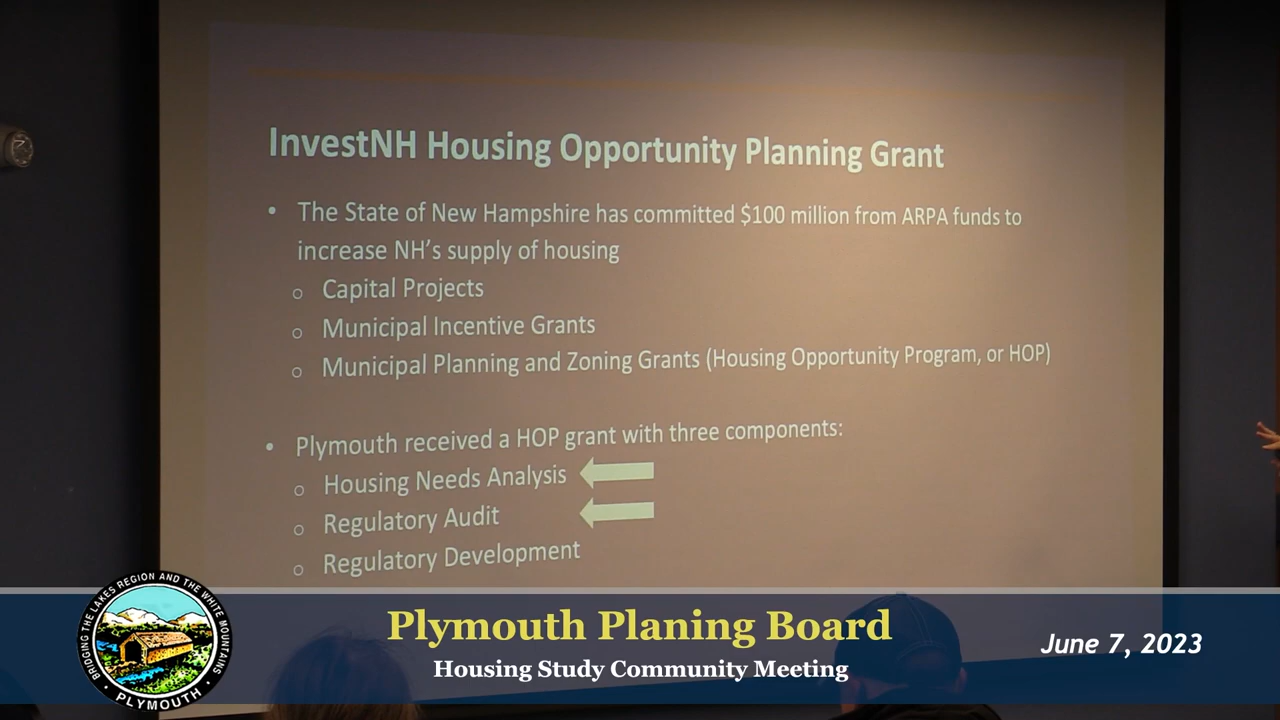 InvestNH Housing Opportunity Planning Grant
• The State of New Hampshire has committed $100 million from ARPA funds to
increase NH's supply of housing
o Capital Projects
o Municipal Incentive Grants
o Municipal Planning and Zoning Grants (Housing Opportunity Program, or HOP)
• Plymouth received a HOP grant with three components:
o Housing Needs Analysis
o Regulatory Audit
o Regulatory Development
BRIDGING THE LAKES REGION AND THE WHITE MOUNTAINS
• PLYMOUTH •
Plymouth Planing Board
Housing Study Community Meeting
June 7, 2023